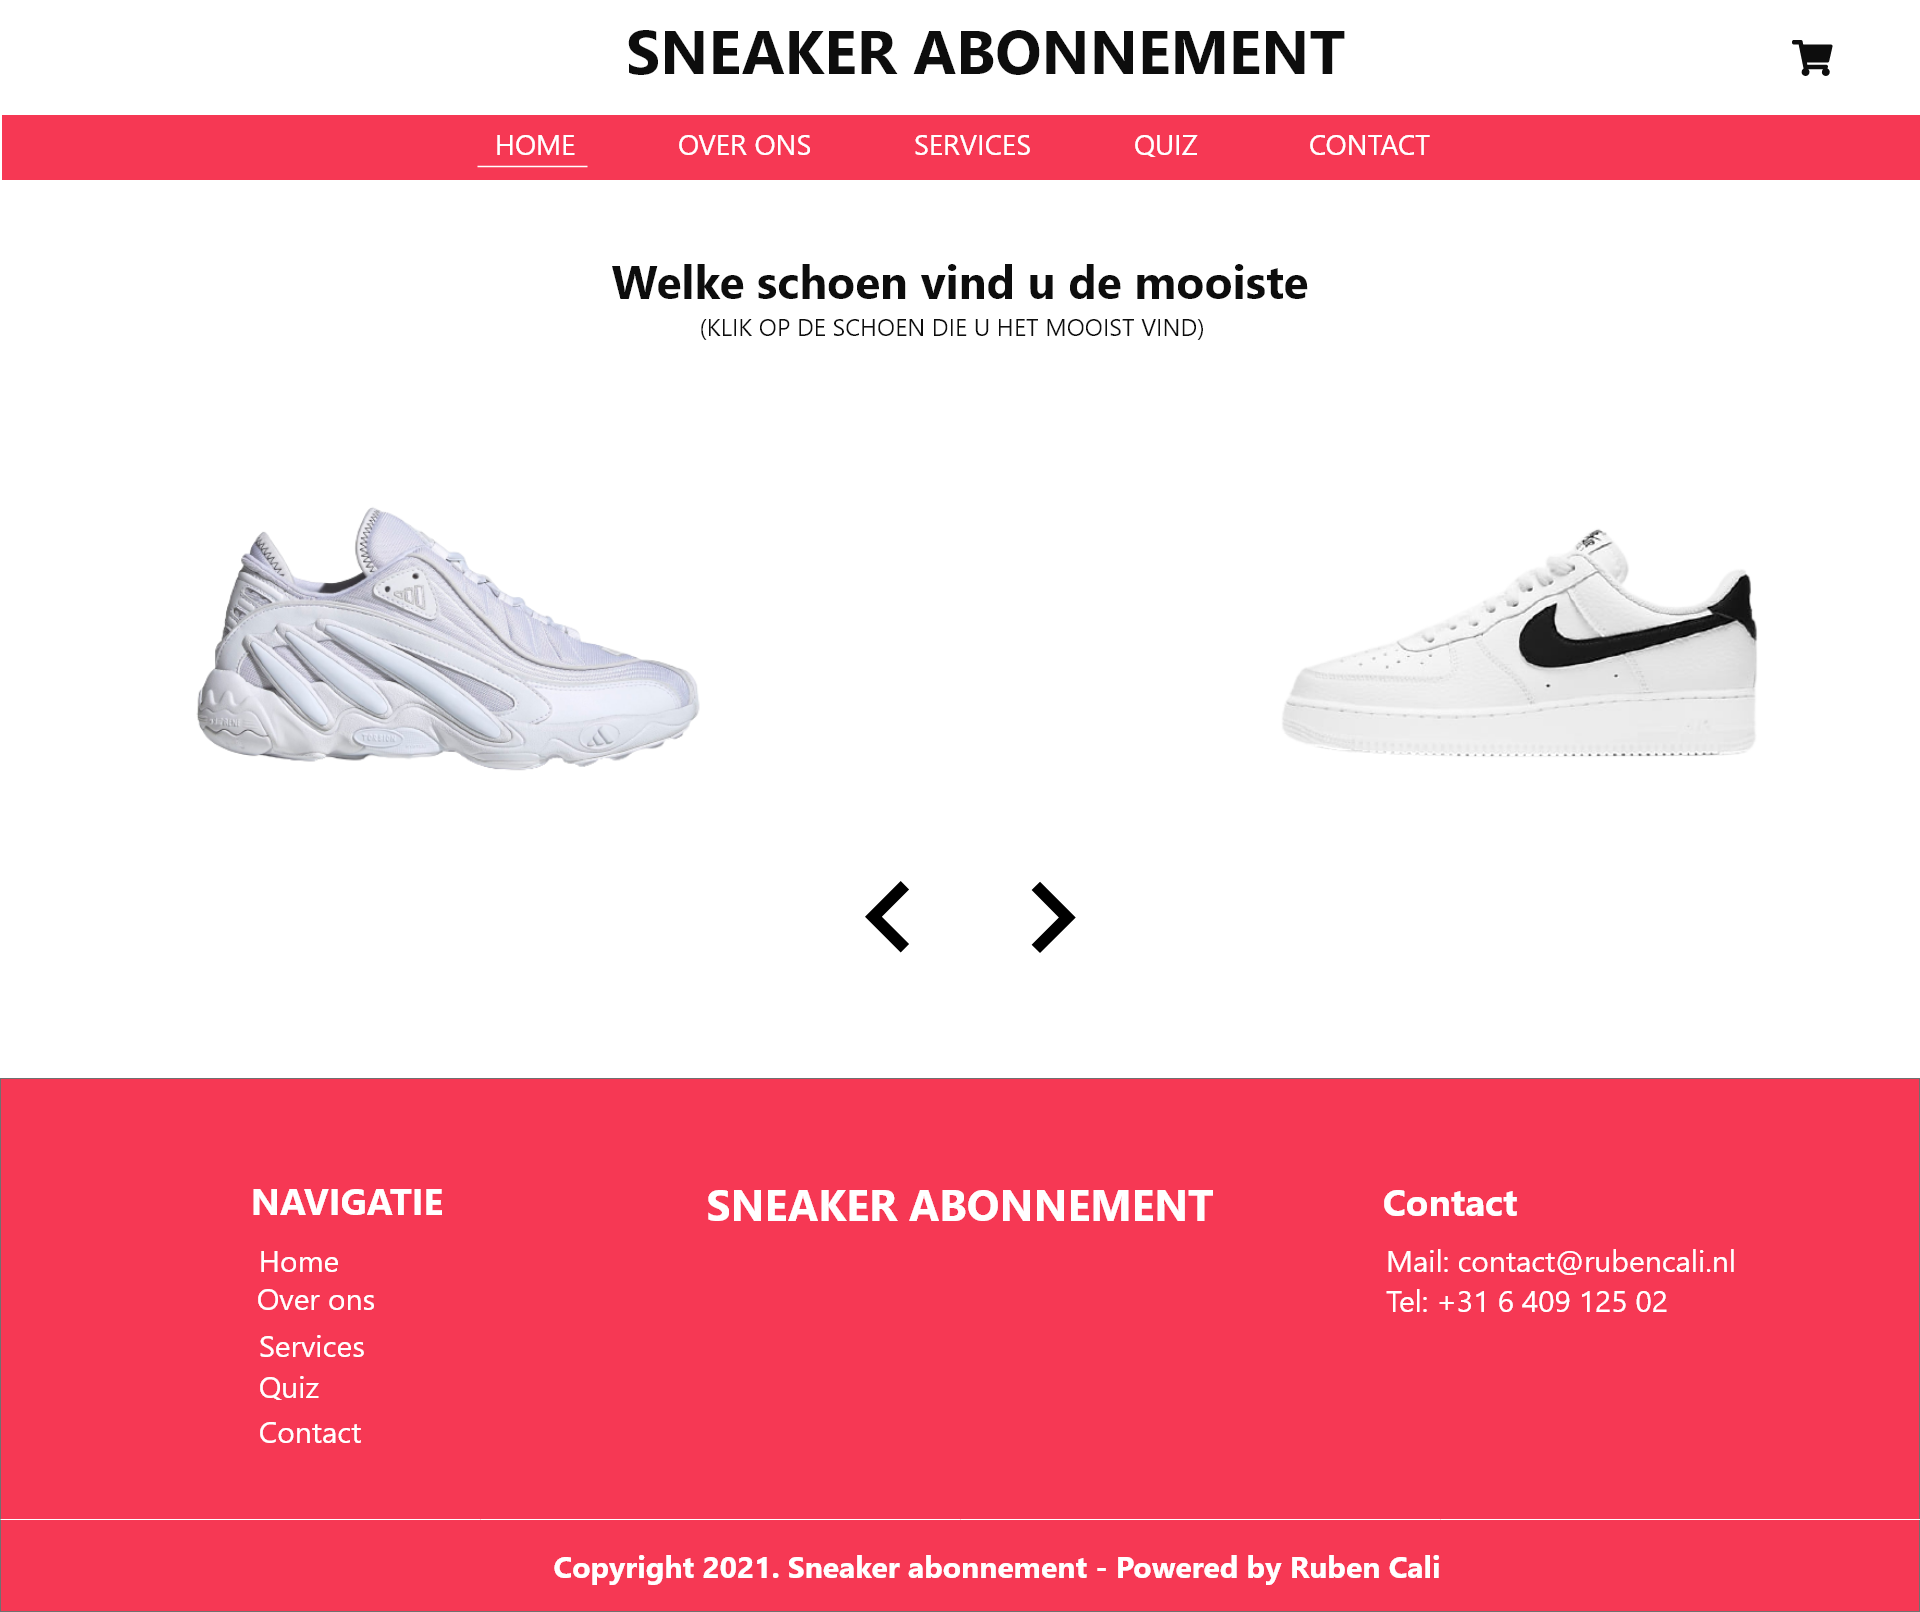 SNEAKER ABONNEMENT
HOME OVER ONS SERVICES QUIZ CONTACT
Welke schoen vind u de mooiste
(KLIK OP DE SCHOEN DIE U HET MOOIST VIND)
NAVIGATIE
Home
Over ons
Services
Quiz
Contact
SNEAKER ABONNEMENT
Contact
Mail: contact@rubencali.nl
Tel: +31 6 409 125 02
Copyright 2021. Sneaker abonnement - Powered by Ruben Cali